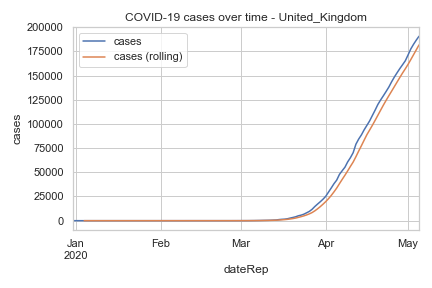 COVID-19 cases over time - United_Kingdom
cases
cases (rolling)
200000
175000
150000
125000
100000
75000
50000
25000
0
cases
Jan Feb Mar Apr May
2020
dateRep